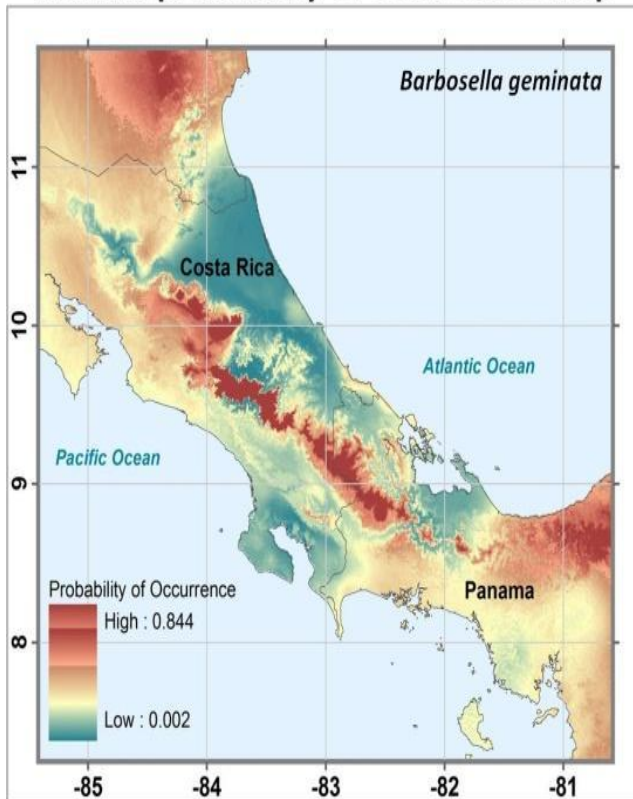 Barbosella geminata
11
Costa Rica
10
Atlantic Ocean
Pacific Ocean
9
Probability of Occurrence
High : 0.844
Panama
8
Low : 0.002
-85 -84 -83 -82 -81